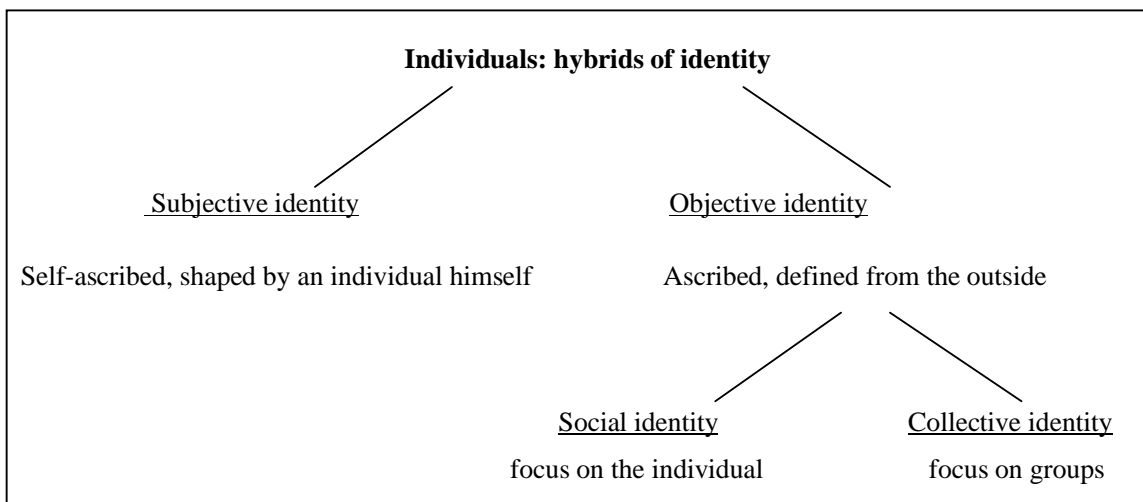 Individuals: hybrids of identity
Subjective identity
Objective identity
Self-ascribed, shaped by an individual himself
Ascribed, defined from the outside
Social identity
Collective identity
focus on the individual
focus on groups